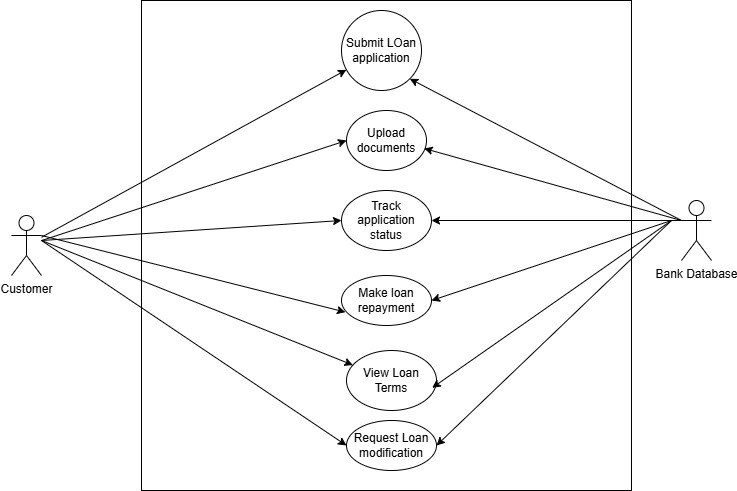 Submit LOan
application
Upload
documents
Track
application
status
Customer
Bank Database
Make loan
repayment
View Loan
Terms
Request Loan
modification